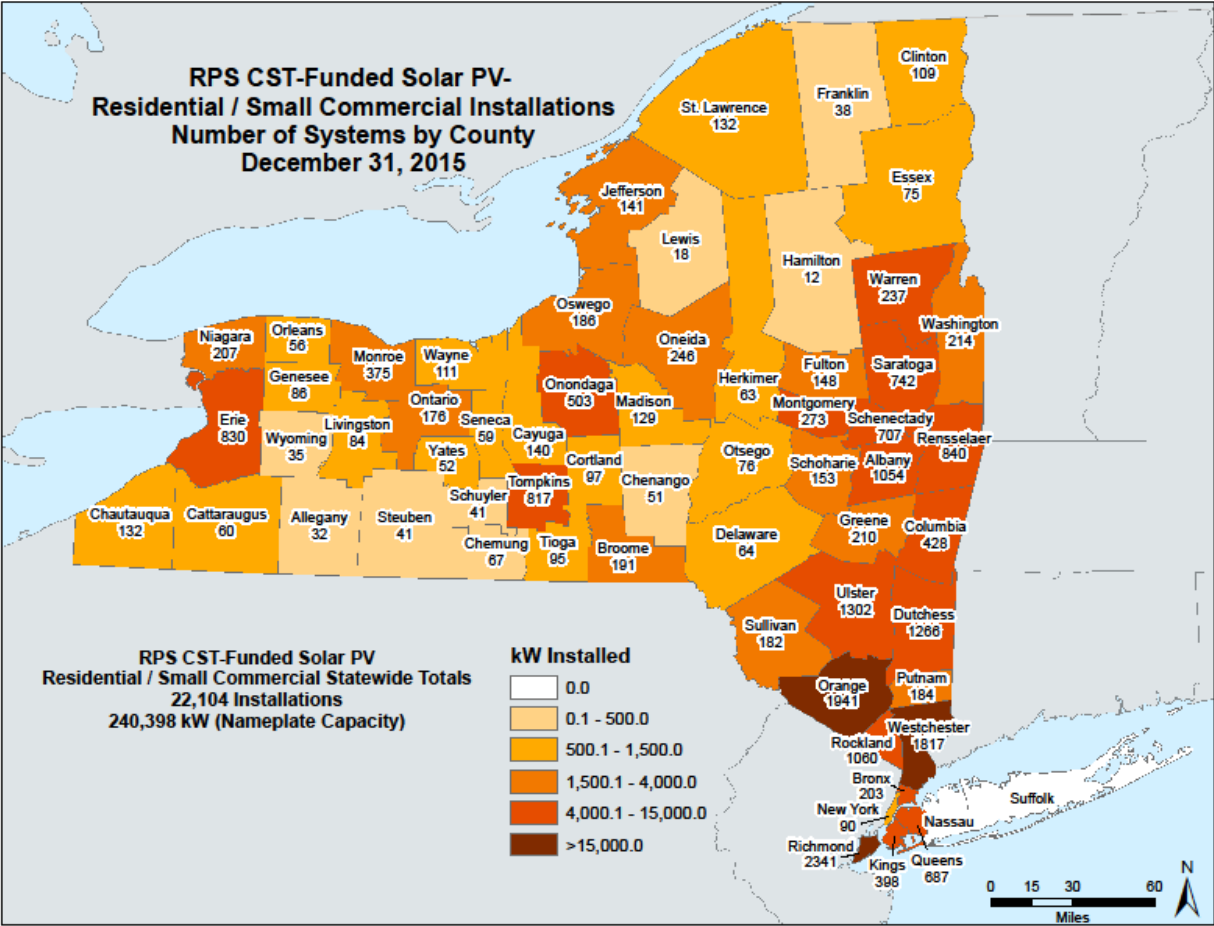 RPS CST-Funded Solar PV-
Residential / Small Commercial Installations
Number of Systems by County
December 31, 2015
Clinton
109
Franklin
38
St. Lawrence
132
Essex
75
Jefferson
141
Lewis
18
Hamilton
12
Warren
237
Washington
214
Oswego
186
Oneida
246
Herkimer
63
Fulton
148
Saratoga
742
Niagara
207
Orleans
56
Monroe
375
Wayne
111
Genesee
86
Onondaga
503
Madison
129
Montgomery
273
Schenectady
707
Rensselaer
840
Erie
830
Wyoming
35
Livingston
84
Ontario
176
Seneca
59
Cayuga
140
Yates
52
Cortland
97
Chenango
51
Otsego
76
Schoharie
153
Albany
1054
Tompkins
817
Schuyler
41
Chautauqua
132
Cattaraugus
60
Allegany
32
Steuben
41
Chemung
67
Tioga
95
Broome
191
Delaware
64
Greene
210
Columbia
428
Ulster
1302
Dutchess
1266
Sullivan
182
Orange
1941
Putnam
184
Westchester
1817
Rockland
1060
Bronx
203
New York
90
Richmond
2341
Kings
398
Queens
687
Nassau
Suffolk
RPS CST-Funded Solar PV
Residential / Small Commercial Statewide Totals
22,104 Installations
240,398 kW (Nameplate Capacity)
kW Installed
0.0
0.1 - 500.0
500.1 - 1,500.0
1,500.1 - 4,000.0
4,000.1 - 15,000.0
>15,000.0
N
0 15 30 60
Miles